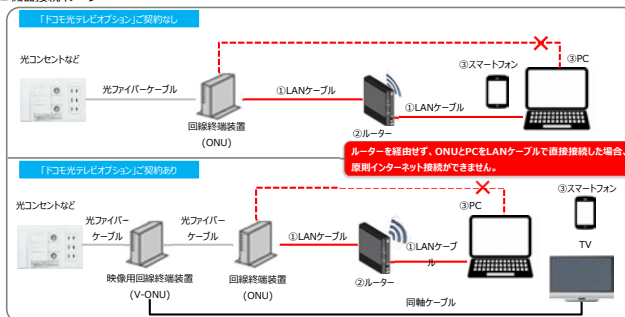 「ドコモ光テレビオプション」ご契約なし
光コンセントなど
光ファイバーケーブル
回線終端装置
(ONU)
①LANケーブル
②ルーター
①LANケーブル
③スマートフォン
③PC
ルーターを経由せず、ONUとPCをLANケーブルで直接接続した場合、
原則インターネット接続ができません。
「ドコモ光テレビオプション」ご契約あり
光コンセントなど
光ファイバー
ケーブル
映像用回線終端装置
(V-ONU)
光ファイバー
ケーブル
回線終端装置
(ONU)
①LANケーブル
②ルーター
①LANケーブ
ル
③PC
③スマートフォン
TV
同軸ケーブル